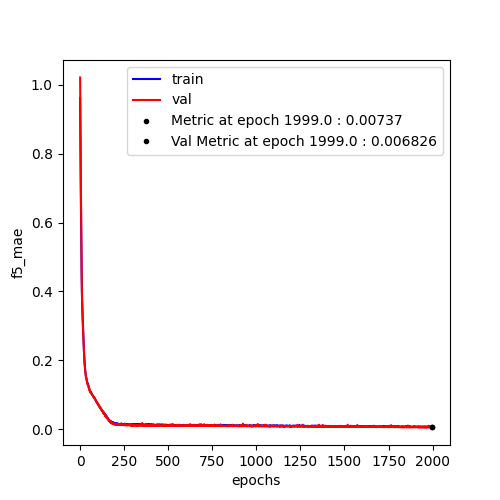 train
val
Metric at epoch 1999.0 : 0.00737
Val Metric at epoch 1999.0 : 0.006826
1.0
0.8
0.6
0.4
0.2
0.0
f5_mae
0 250 500 750 1000 1250 1500 1750 2000
epochs